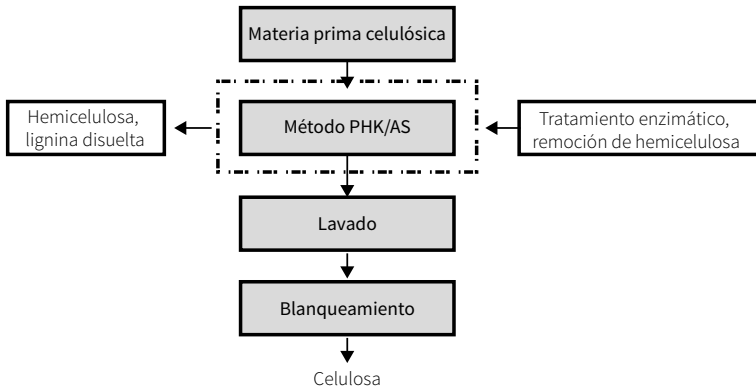 Materia prima celulósica
Hemicelulosa,
lignina disuelta
Método PHK/AS
Tratamiento enzimático,
remoción de hemicelulosa
Lavado
Blanqueamiento
Celulosa